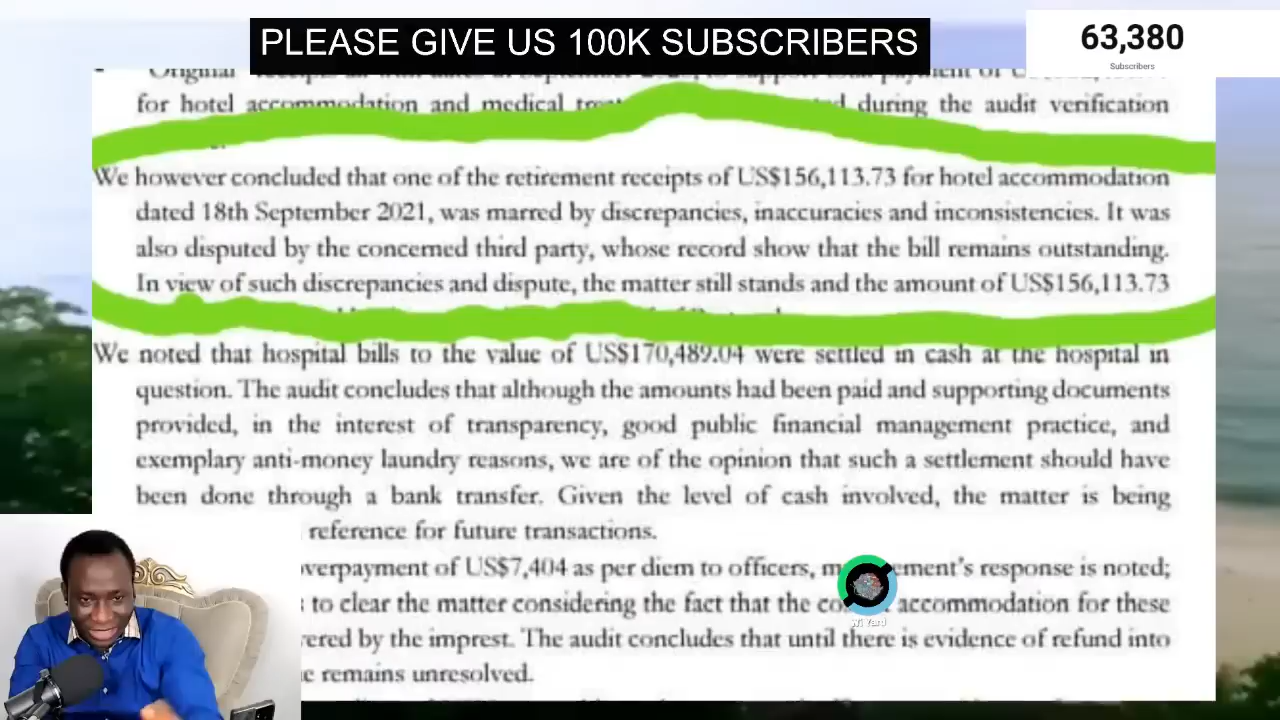 PLEASE GIVE US 100K SUBSCRIBERS
63,380
Subscribers
for hotel accommodation and medical during the audit verification
We however concluded that one of the retirement receipts of US$156,113.73 for hotel accommodation
dated 18th September 2021, was marred by discrepancies, inaccuracies and inconsistencies. It was
also disputed by the concerned third party, whose record show that the bill remains outstanding.
In view of such discrepancies and dispute, the matter still stands and the amount of US$156,113.73
We noted that hospital bills to the value of US$170,489.04 were settled in cash at the hospital in
question. The audit concludes that although the amounts had been paid and supporting documents
provided, in the interest of transparency, good public financial management practice, and
exemplary anti-money laundry reasons, we are of the opinion that such a settlement should have
been done through a bank transfer. Given the level of cash involved, the matter is being
reference for future transactions.
verpayment of US$7,404 as per diem to officers, m ement's response is noted;
to clear the matter considering the fact that the co accommodation for these
ered by the imprest. The audit concludes that until there is evidence of refund into
remains unresolved.
Wi Yard